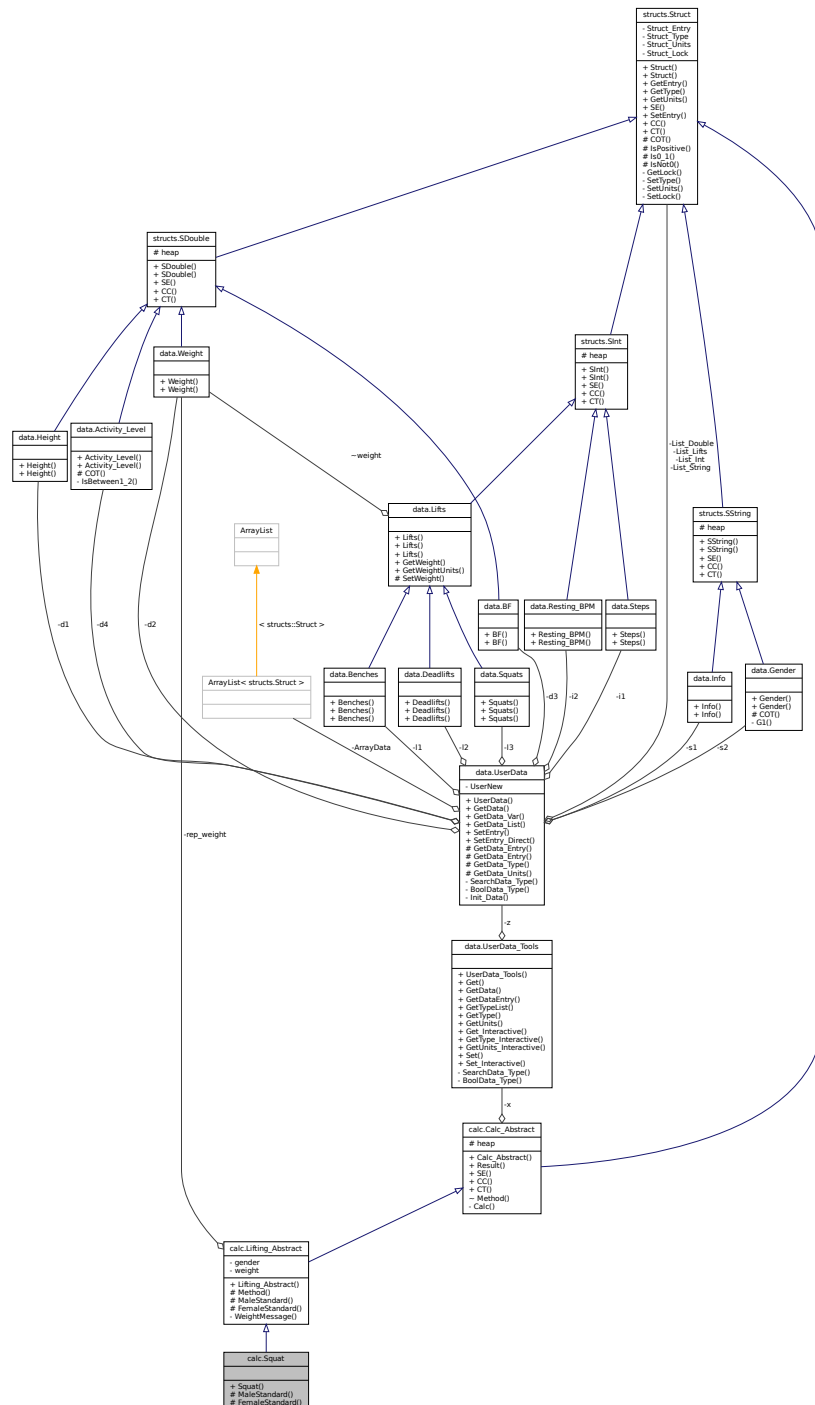 structs.Struct
- Struct_Entry
- Struct_Type
- Struct_Units
- Struct_Lock
+ Struct()
+ Struct()
+ GetEntry()
+ GetType()
+ GetUnits()
+ SE()
+ SetEntry()
+ CC()
+ CT()
# COT()
# IsPositive()
# Is0_1()
# IsNot0()
- GetLock()
- SetType()
- SetUnits()
- SetLock()
structs.SDouble
# heap
+ SDouble()
+ SDouble()
+ SE()
+ CC()
+ CT()
structs.SInt
# heap
+ SInt()
+ SInt()
+ SE()
+ CC()
+ CT()
data.Weight
+ Weight()
+ Weight()
data.Height
+ Height()
+ Height()
data.Activity_Level
+ Activity_Level()
+ Activity_Level()
# COT()
- IsBetween1_2()
~weight
-List_Double
-List_Lifts
-List_Int
-List_String
data.Lifts
+ Lifts()
+ Lifts()
+ Lifts()
+ GetWeight()
+ GetWeightUnits()
# SetWeight()
structs.SString
# heap
+ SString()
+ SString()
+ SE()
+ CC()
+ CT()
ArrayList
< structs::Struct >
-d1
-d4
-d2
data.BF
+ BF()
+ BF()
data.Resting_BPM
+ Resting_BPM()
+ Resting_BPM()
data.Steps
+ Steps()
+ Steps()
ArrayList< structs.Struct >
data.Benches
+ Benches()
+ Benches()
+ Benches()
data.Deadlifts
+ Deadlifts()
+ Deadlifts()
+ Deadlifts()
data.Squats
+ Squats()
+ Squats()
+ Squats()
data.Info
+ Info()
+ Info()
data.Gender
+ Gender()
+ Gender()
# COT()
- G1()
-d3
-i2
-i1
-ArrayData
-l1
-l2
-l3
-s1
-s2
data.UserData
- UserNew
+ UserData()
+ GetData()
+ GetData_Var()
+ GetData_List()
+ SetEntry()
+ SetEntry_Direct()
# GetData_Entry()
# GetData_Entry()
# GetData_Type()
# GetData_Units()
- SearchData_Type()
- BoolData_Type()
- Init_Data()
-rep_weight
-z
data.UserData_Tools
+ UserData_Tools()
+ Get()
+ GetData()
+ GetDataEntry()
+ GetTypeList()
+ GetType()
+ GetUnits()
+ Get_Interactive()
+ GetType_Interactive()
+ GetUnits_Interactive()
+ Set()
+ Set_Interactive()
- SearchData_Type()
- BoolData_Type()
-x
calc.Calc_Abstract
# heap
+ Calc_Abstract()
+ Result()
+ SE()
+ CC()
+ CT()
~ Method()
- Calc()
calc.Lifting_Abstract
- gender
- weight
+ Lifting_Abstract()
# Method()
# MaleStandard()
# FemaleStandard()
- WeightMessage()
calc.Squat
+ Squat()
# MaleStandard()
# FemaleStandard()